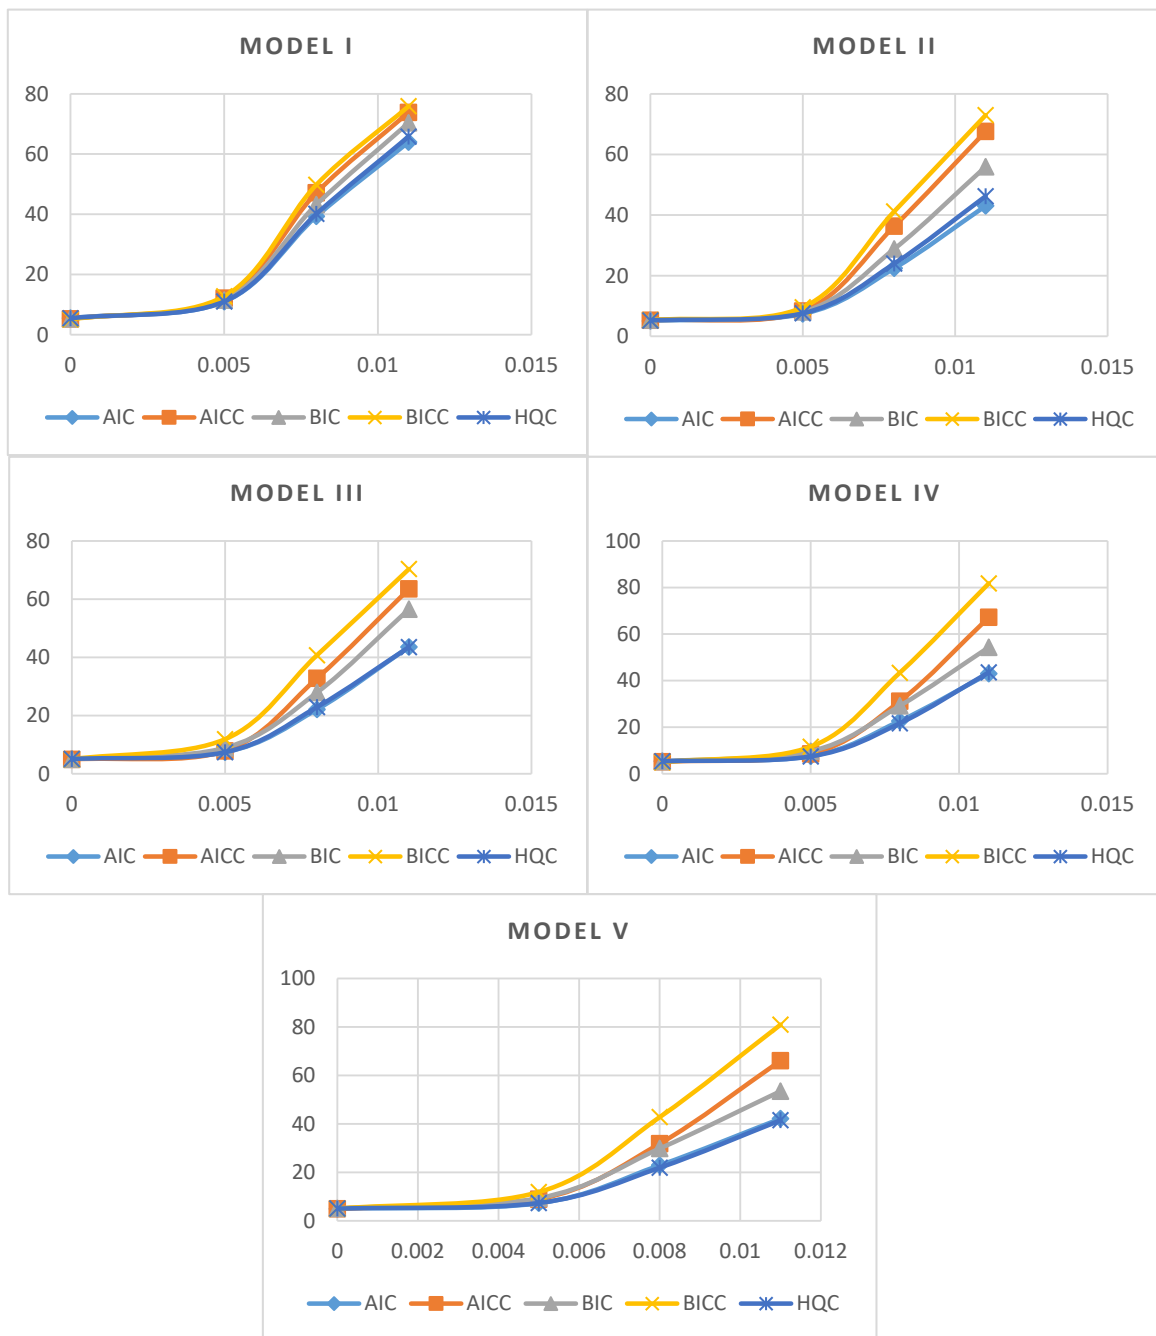 MODEL I
80
60
40
20
0
0 0.005 0.01 0.015
AIC AICC BIC BICC HQC
MODEL II
80
60
40
20
0
0 0.005 0.01 0.015
AIC AICC BIC BICC HQC
MODEL III
80
60
40
20
0
0 0.005 0.01 0.015
AIC AICC BIC BICC HQC
MODEL IV
100
80
60
40
20
0
0 0.005 0.01 0.015
AIC AICC BIC BICC HQC
MODEL V
100
80
60
40
20
0
0 0.002 0.004 0.006 0.008 0.01 0.012
AIC AICC BIC BICC HQC